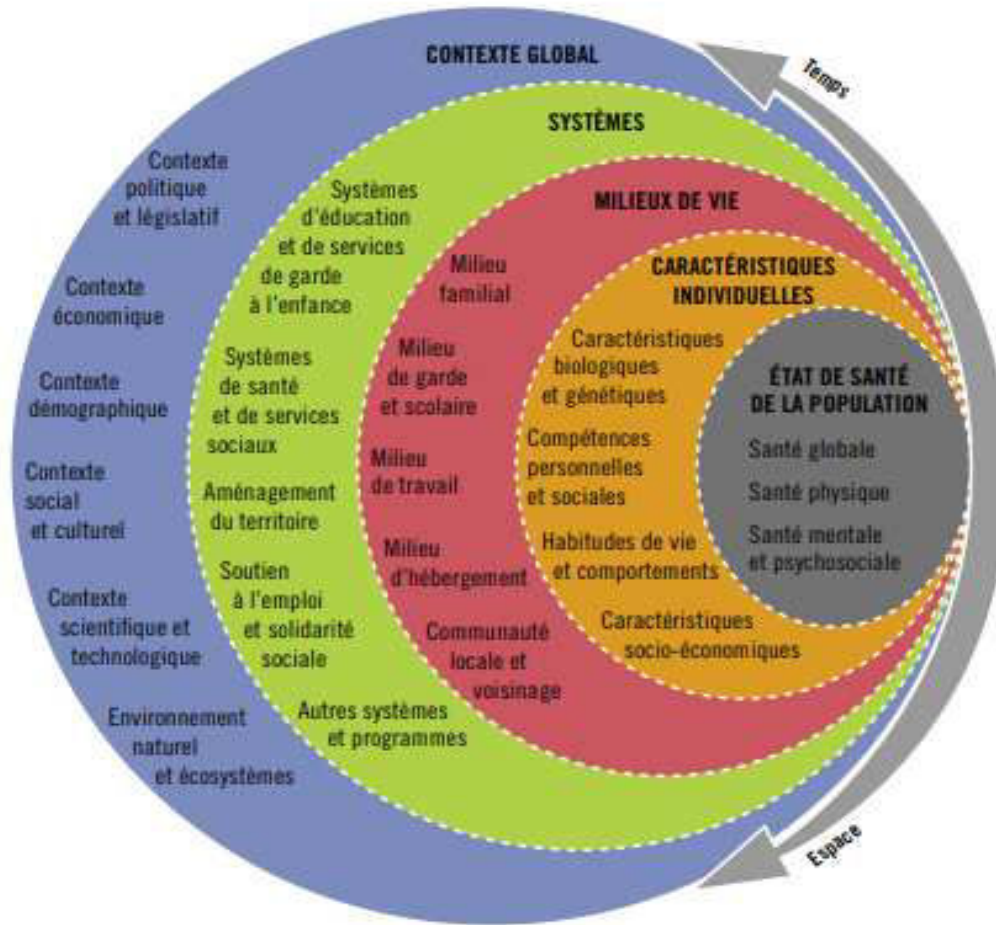 CONTEXTE GLOBAL
Temps
SYSTÈMES
Contexte
politique
et législatif
Contexte
économique
Contexte
démographique
Contexte
social
et culturel
Contexte
scientifique et
technologique
Environnement
naturel
et écosystèmes
Systèmes
d'éducation
et de services
de garde
à l'enfance
Systèmes
de santé
et de services
sociaux
Aménagement
du territoire
Soutien
à l'emploi
et solidarité
sociale
Autres systèmes
et programmes
MILIEUX DE VIE
Milieu
familial
Milieu
de garde
et scolaire
Milieu
de travail
Milieu
d'hébergement
Communauté
locale et
voisinage
CARACTÉRISTIQUES
INDIVIDUELLES
Caractéristiques
biologiques
et génétiques
Compétences
personnelles
et sociales
Habitudes de vie
et comportements
Caractéristiques
socio-économiques
ÉTAT DE SANTÉ
DE LA POPULATION
Santé globale
Santé physique
Santé mentale
et psychosociale
Espace